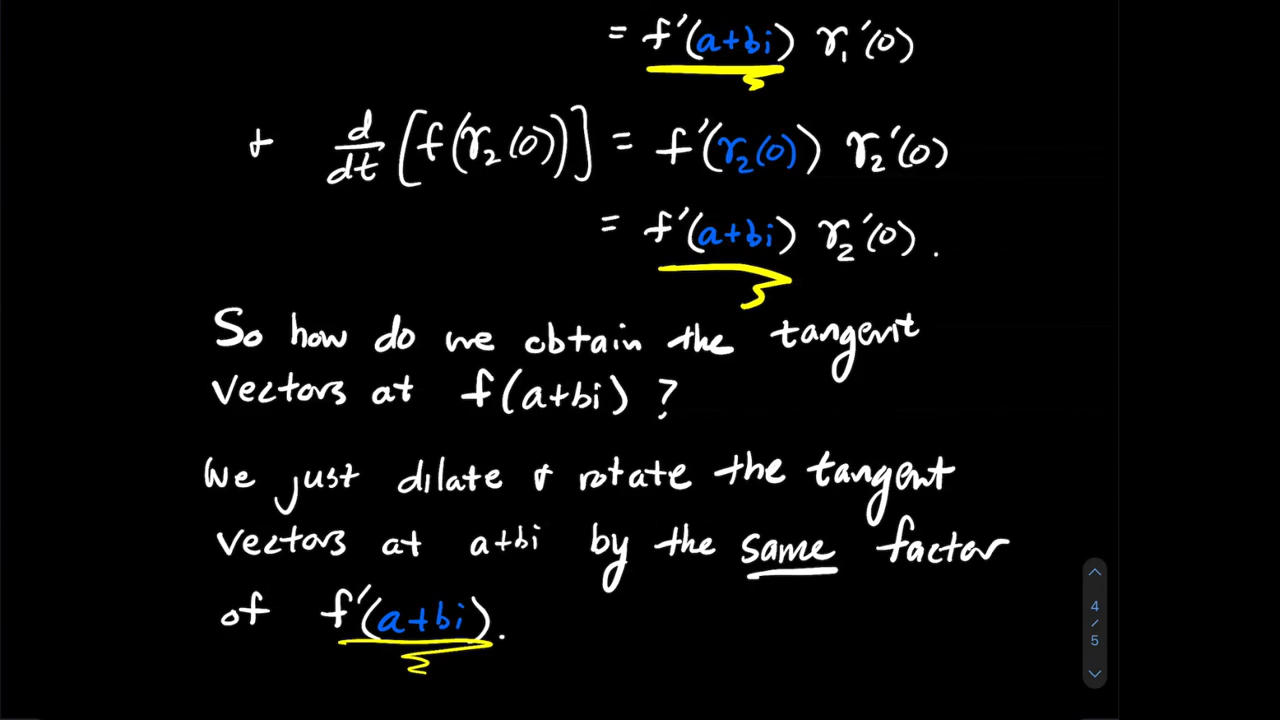 = f'(a+bi) γ₁'(0)
& d/dt [f(γ₂(0))] = f'(γ₂(0)) γ₂'(0)
= f'(a+bi) γ₂'(0).
So how do we obtain the tangent
vectors at f(a+bi)?
We just dilate & rotate the tangent
vectors at a+bi by the same factor
of f'(a+bi).
4
/
5